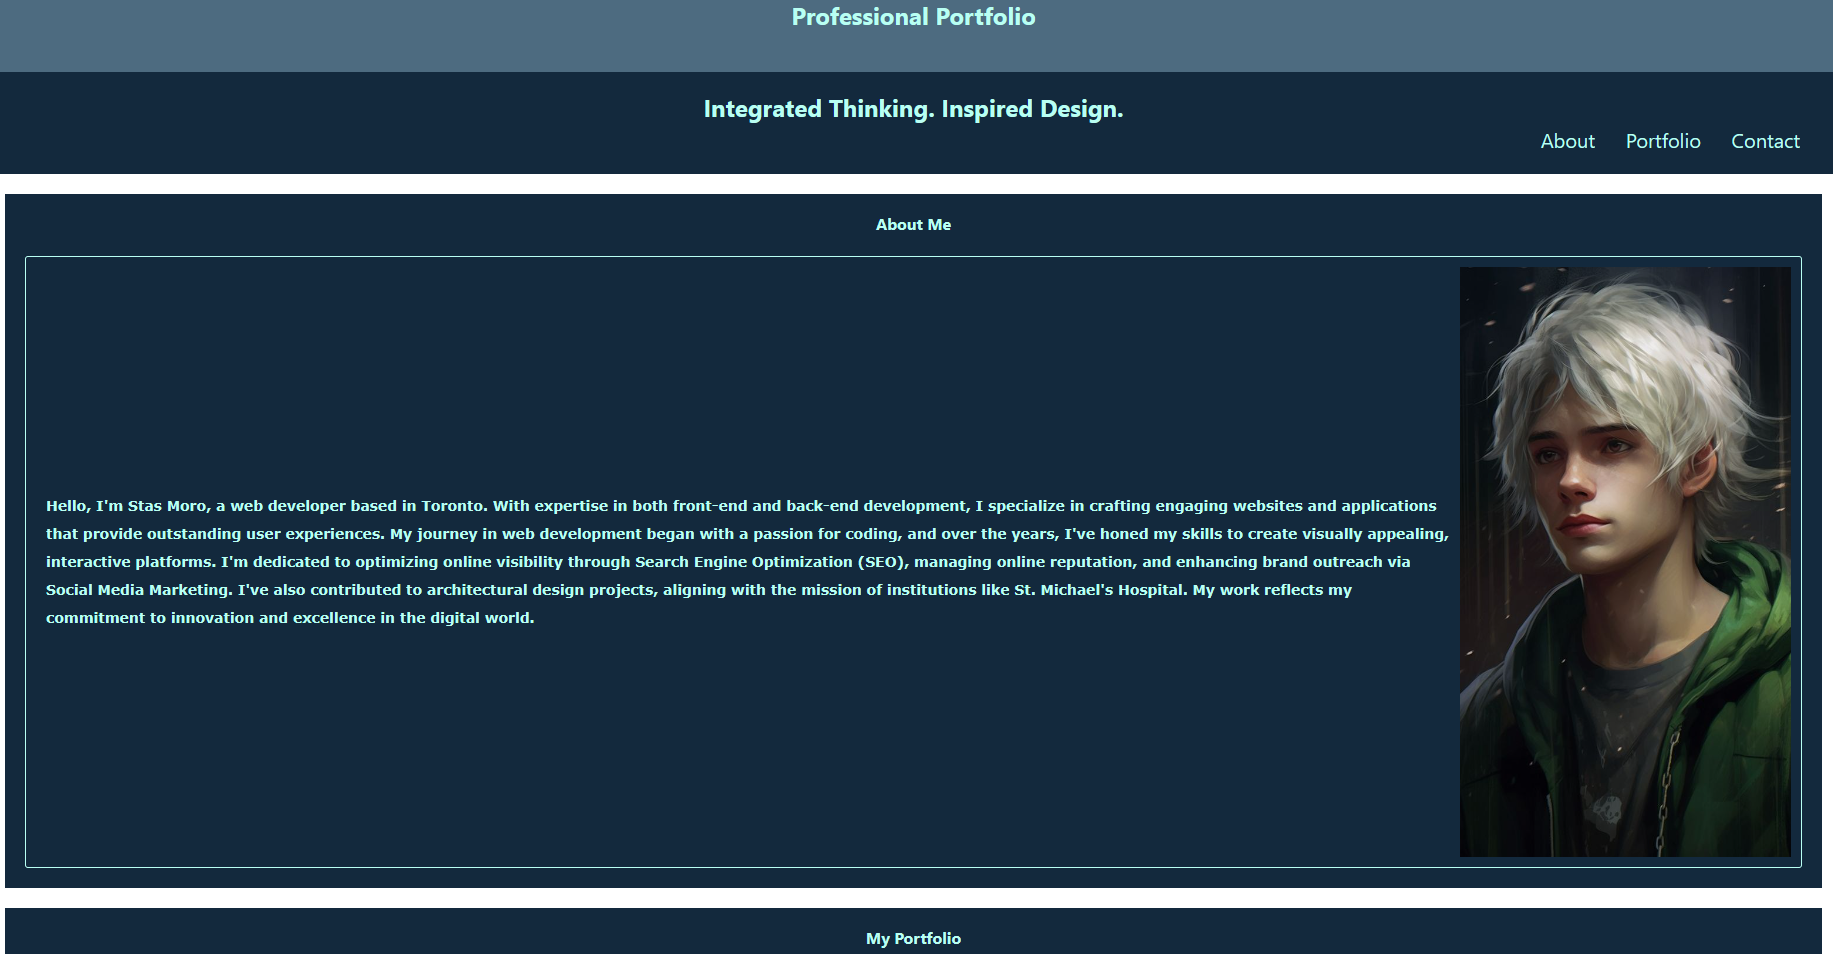 Professional Portfolio
Integrated Thinking. Inspired Design.
About Portfolio Contact
About Me
Hello, I'm Stas Moro, a web developer based in Toronto. With expertise in both front-end and back-end development, I specialize in crafting engaging websites and applications
that provide outstanding user experiences. My journey in web development began with a passion for coding, and over the years, I've honed my skills to create visually appealing,
interactive platforms. I'm dedicated to optimizing online visibility through Search Engine Optimization (SEO), managing online reputation, and enhancing brand outreach via
Social Media Marketing. I've also contributed to architectural design projects, aligning with the mission of institutions like St. Michael's Hospital. My work reflects my
commitment to innovation and excellence in the digital world.
My Portfolio